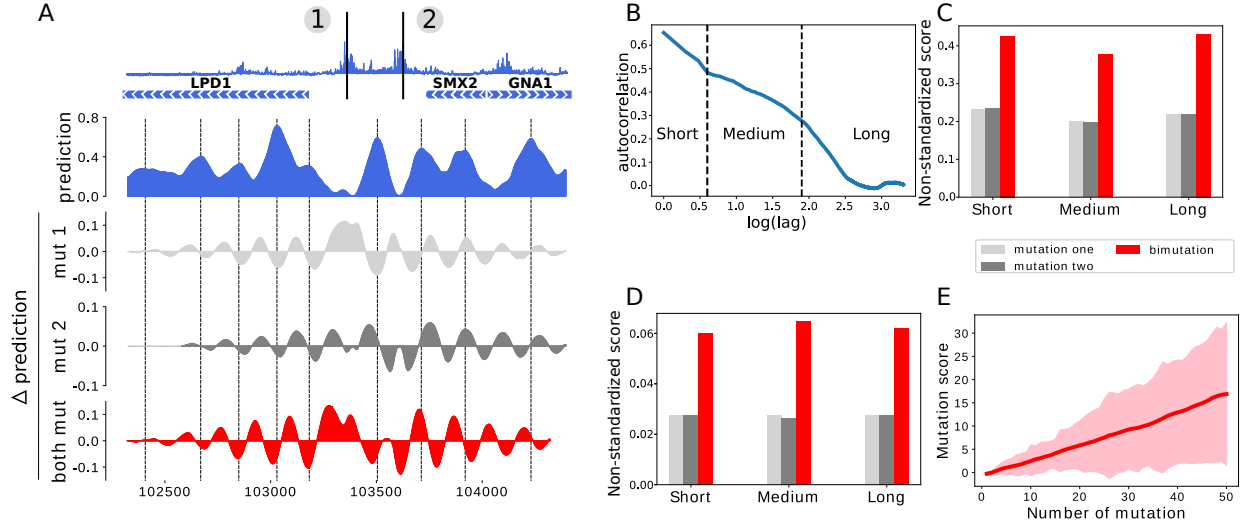 A
1
2
LPD1
SMX2
GNA1
prediction
0.8
0.4
0.0
Δ prediction
mut 1
0.1
0.0
-0.1
mut 2
0.1
0.0
-0.1
both mut
0.1
0.0
-0.1
102500
103000
103500
104000
B
autocorrelation
0.6
0.5
0.4
0.3
0.2
0.1
0.0
Short
Medium
Long
0.0
0.5
1.0
1.5
2.0
2.5
3.0
log(lag)
C
Non-standardized score
0.4
0.3
0.2
0.1
0.0
Short
Medium
Long
mutation one
mutation two
bimutation
D
Non-standardized score
0.06
0.04
0.02
0.00
Short
Medium
Long
E
Mutation score
30
25
20
15
10
5
0
0
10
20
30
40
50
Number of mutation